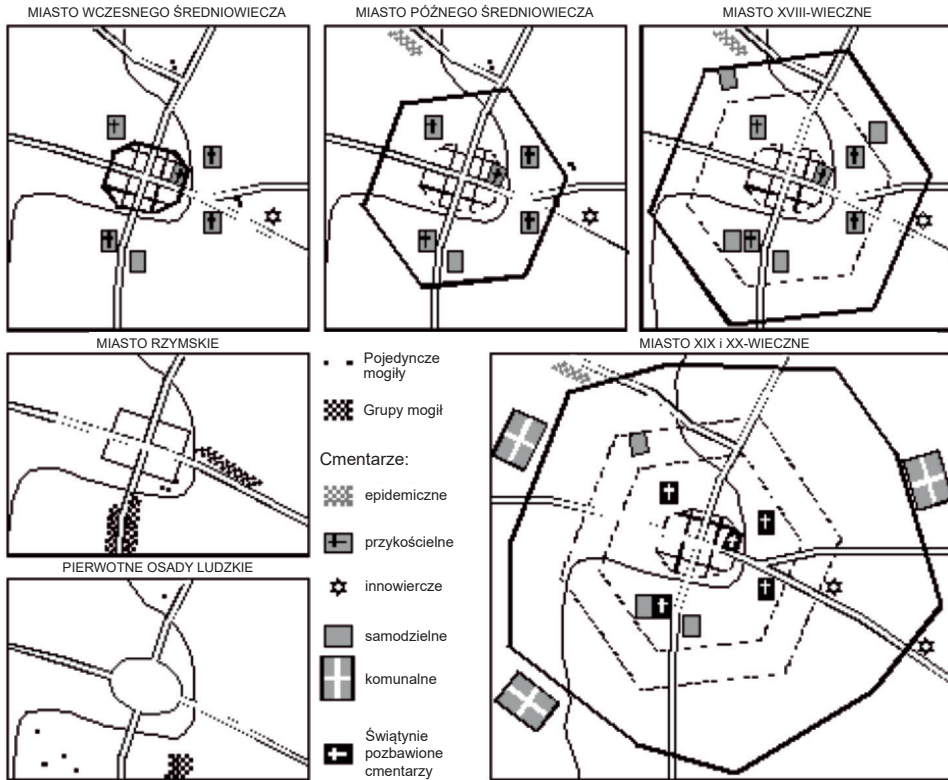 MIASTO WCZESNEGO ŚREDNIOWIECZA
MIASTO PÓŹNEGO ŚREDNIOWIECZA
MIASTO XVIII-WIECZNE
MIASTO RZYMSKIE
Pojedyncze
mogiły
Grupy mogił
Cmentarze:
epidemiczne
przykościelne
innowiercze
samodzielne
komunalne
Świątynie
pozbawione
cmentarzy
MIASTO XIX i XX-WIECZNE
PIERWOTNE OSADY LUDZKIE